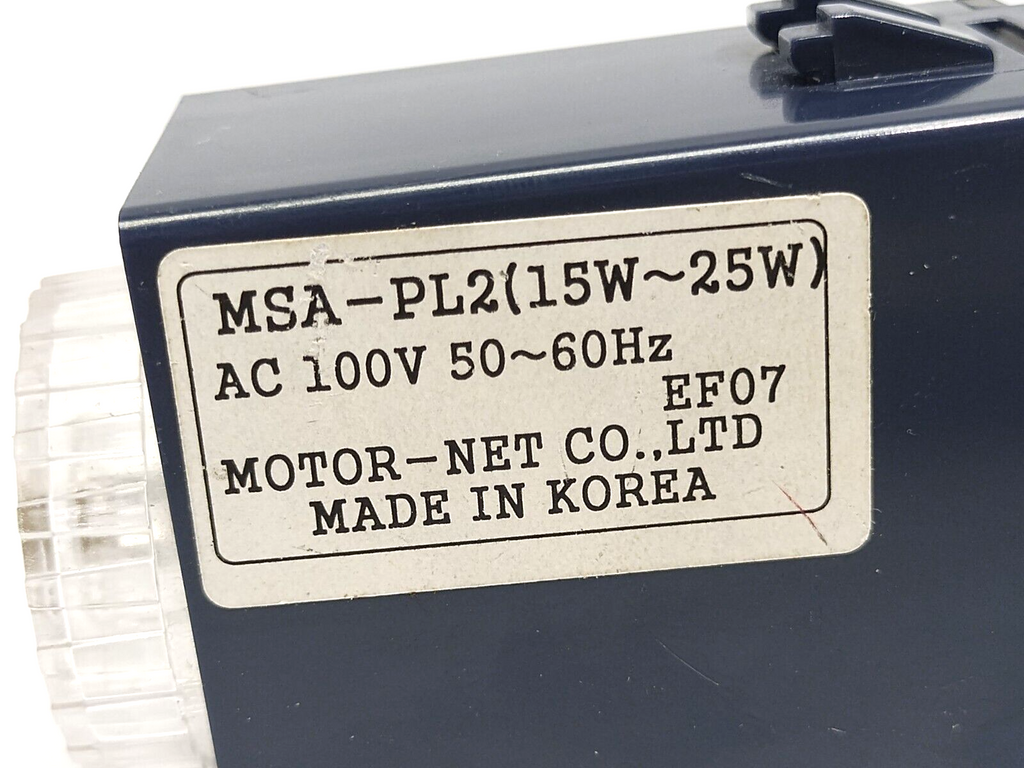 MSA-PL2(15W~25W)
AC 100V 50~60Hz
EF07
MOTOR-NET CO.,LTD
MADE IN KOREA